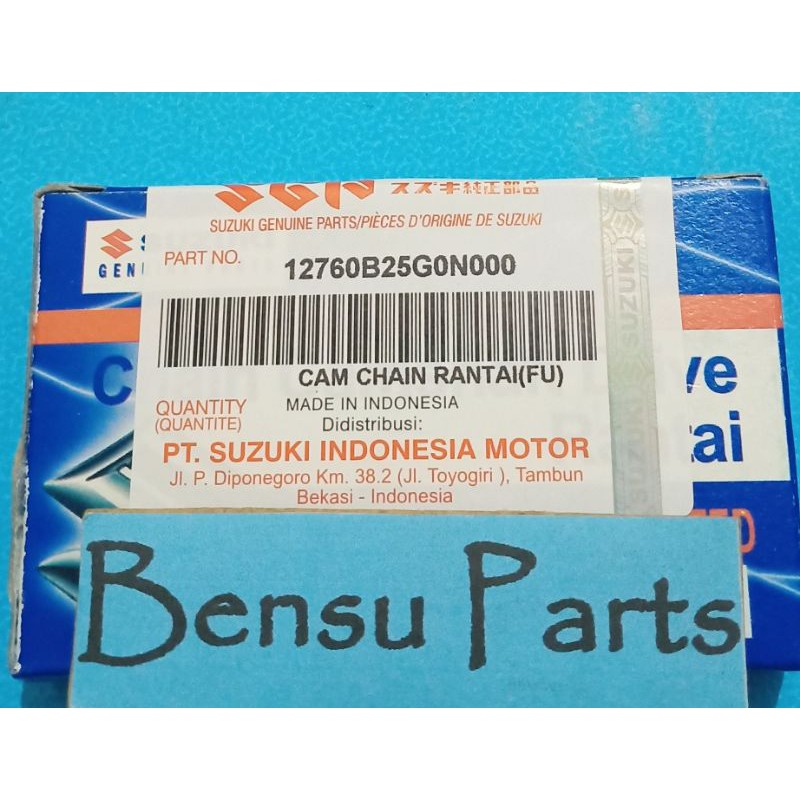 スズキ純正部品
SUZUKI GENUINE PARTS/PIÈCES D'ORIGINE DE SUZUKI
PART NO. 12760B25G0N000
CAM CHAIN RANTAI(FU)
QUANTITY
(QUANTITE)
MADE IN INDONESIA
Didistribusi:
PT. SUZUKI INDONESIA MOTOR
Jl. P. Diponegoro Km. 38.2 (Jl. Toyogiri ), Tambun
Bekasi - Indonesia
SUZUKI
Bensu Parts